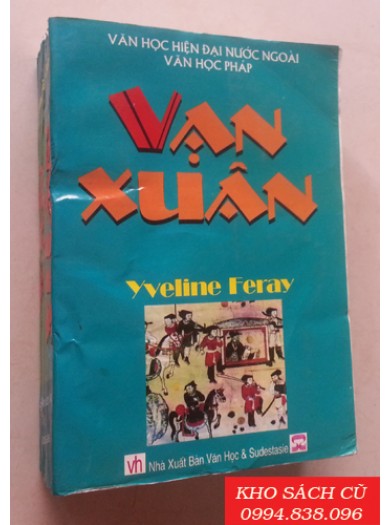 VĂN HỌC HIỆN ĐẠI NƯỚC NGOÀI
VĂN HỌC PHÁP
VẠN
XUÂN
Yveline Feray
vh Nhà Xuất Bản Văn Học & Sudestasie
KHO SÁCH CŨ
0994.838.096